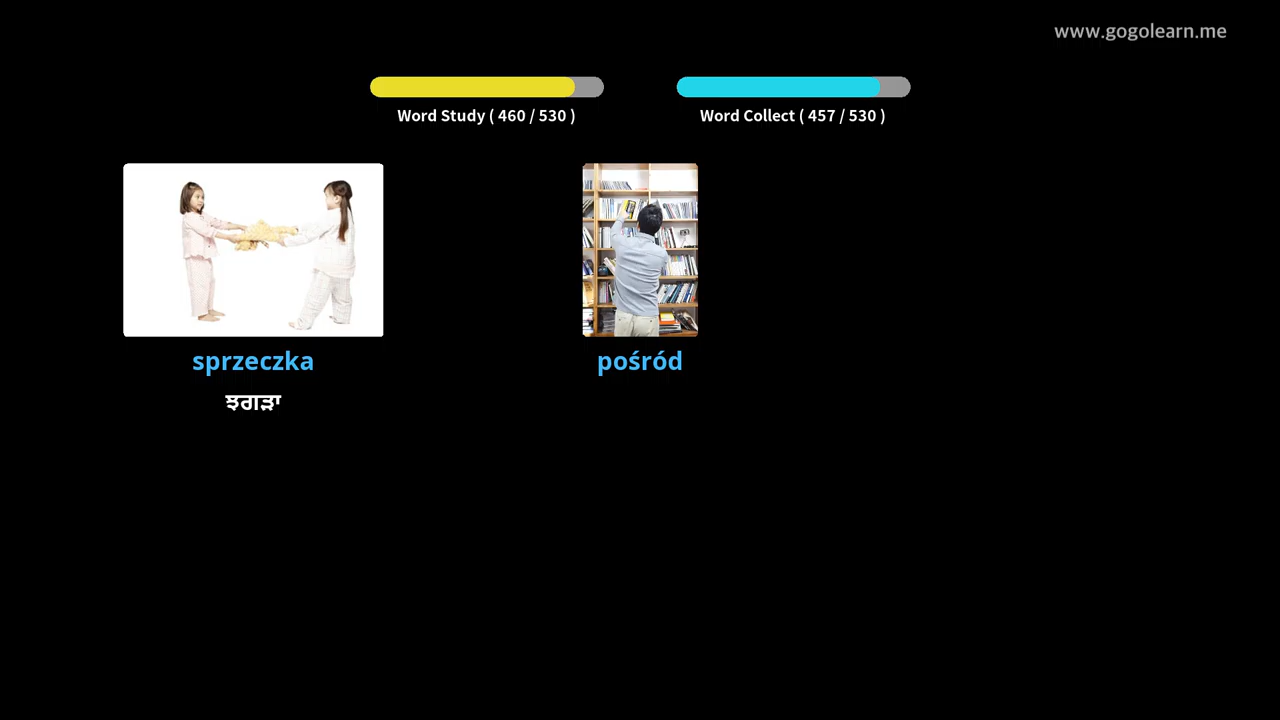 www.gogolearn.me
Word Study ( 460 / 530 )
Word Collect ( 457 / 530 )
sprzeczka
pośród
ਝਗੜਾ